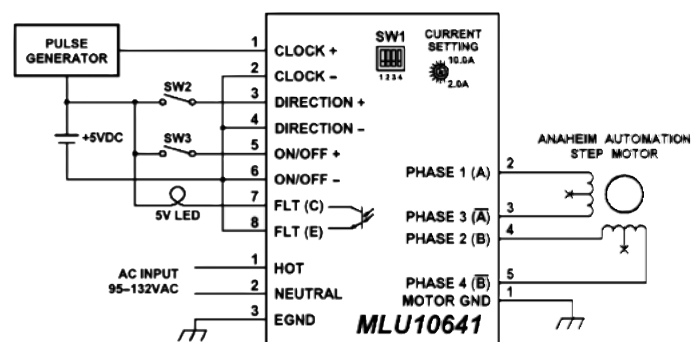 PULSE
GENERATOR
SW2
SW3
+5VDC
5V LED
AC INPUT
95–132VAC
1 CLOCK +
2 CLOCK –
3 DIRECTION +
4 DIRECTION –
5 ON/OFF +
6 ON/OFF –
7 FLT (C)
8 FLT (E)
1 HOT
2 NEUTRAL
3 EGND
SW1
1 2 3 4
CURRENT
SETTING
10.0A
2.0A
PHASE 1 (A) 2
PHASE 3 (A̅) 3
PHASE 2 (B) 4
PHASE 4 (B̅) 5
MOTOR GND 1
MLU10641
ANAHEIM AUTOMATION
STEP MOTOR